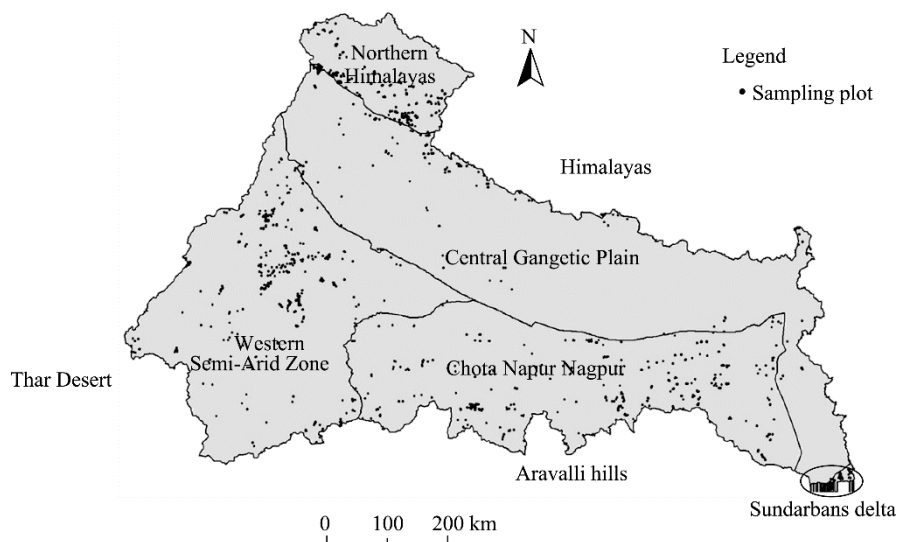 N
Northern
Himalayas
Legend
Sampling plot
Himalayas
Central Gangetic Plain
Western
Semi-Arid Zone
Chota Napur Nagpur
Thar Desert
Aravalli hills
Sundarbans delta
0 100 200 km